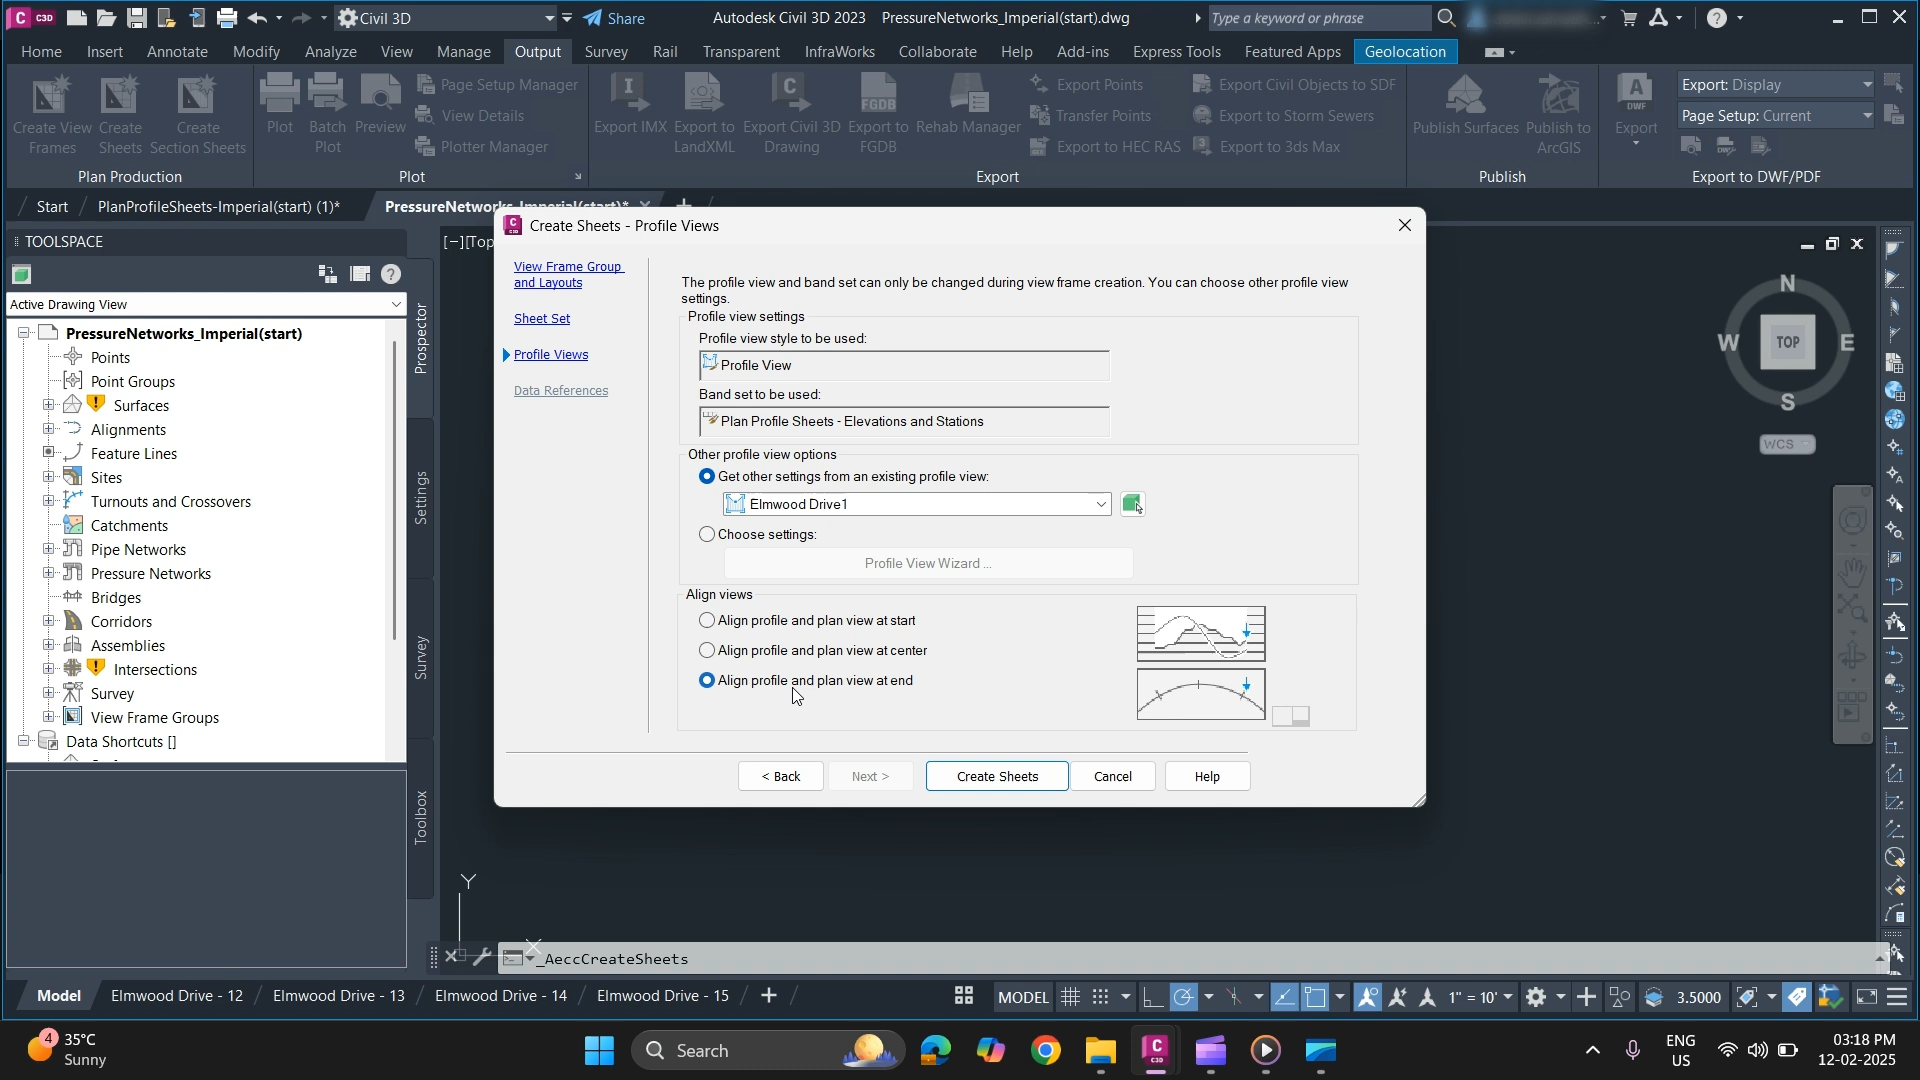 C3D
Civil 3D
Share
Autodesk Civil 3D 2023 PressureNetworks_Imperial(start).dwg
Type a keyword or phrase
Home Insert Annotate Modify Analyze View Manage Output Survey Rail Transparent InfraWorks Collaborate Help Add-ins Express Tools Featured Apps Geolocation
Create View Frames
Create Sheets
Create Section Sheets
Plot
Batch Plot
Preview
Page Setup Manager
View Details
Plotter Manager
Export IMX
Export to LandXML
Export Civil 3D Drawing
FGDB
Export to FGDB
Rehab Manager
Export Points
Transfer Points
Export to HEC RAS
Export Civil Objects to SDF
Export to Storm Sewers
Export to 3ds Max
Publish Surfaces
Publish to ArcGIS
DWF
Export
Export: Display
Page Setup: Current
Plan Production
Plot
Export
Publish
Export to DWF/PDF
Start
PlanProfileSheets-Imperial(start) (1)*
PressureNetworks_Imperial(start)*
TOOLSPACE
Active Drawing View
PressureNetworks_Imperial(start)
Points
Point Groups
Surfaces
Alignments
Feature Lines
Sites
Turnouts and Crossovers
Catchments
Pipe Networks
Pressure Networks
Bridges
Corridors
Assemblies
Intersections
Survey
View Frame Groups
Data Shortcuts []
Prospector
Settings
Survey
Toolbox
[−][Top
Create Sheets - Profile Views
View Frame Group
and Layouts
Sheet Set
Profile Views
Data References
The profile view and band set can only be changed during view frame creation. You can choose other profile view
settings.
Profile view settings
Profile view style to be used:
Profile View
Band set to be used:
Plan Profile Sheets - Elevations and Stations
Other profile view options
Get other settings from an existing profile view:
Elmwood Drive1
Choose settings:
Profile View Wizard ...
Align views
Align profile and plan view at start
Align profile and plan view at center
Align profile and plan view at end
< Back
Next >
Create Sheets
Cancel
Help
N
W
TOP
E
S
WCS
Y
_AeccCreateSheets
Model
Elmwood Drive - 12
Elmwood Drive - 13
Elmwood Drive - 14
Elmwood Drive - 15
MODEL
1" = 10'
3.5000
4
35°C
Sunny
Search
C3D
ENG
US
03:18 PM
12-02-2025